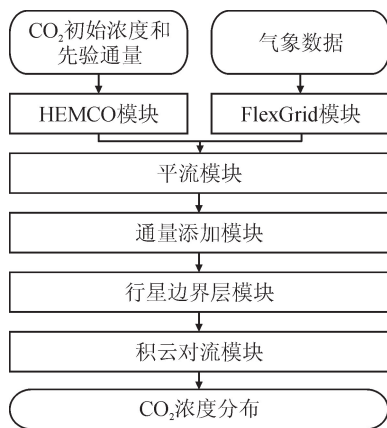 CO₂初始浓度和
先验通量
气象数据
HEMCO模块
FlexGrid模块
平流模块
通量添加模块
行星边界层模块
积云对流模块
CO₂浓度分布